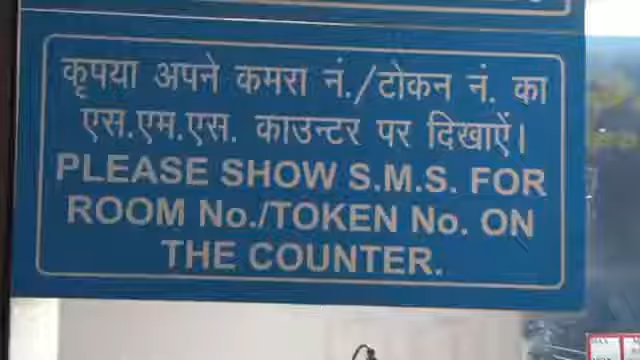 कृपया अपने कमरा नं./टोकन नं. का
एस.एम.एस. काउन्टर पर दिखाऐं।
PLEASE SHOW S.M.S. FOR
ROOM No./TOKEN No. ON
THE COUNTER.